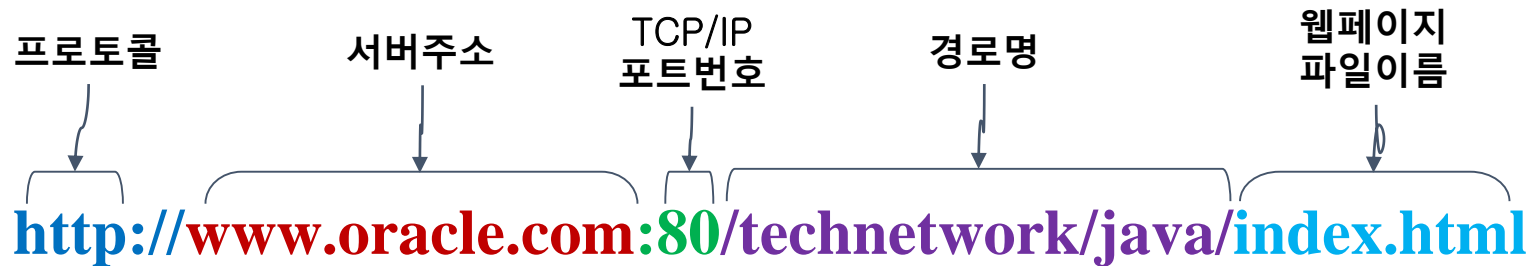 프로토콜
서버주소
TCP/IP
포트번호
경로명
웹페이지
파일이름
http://www.oracle.com:80/technetwork/java/index.html